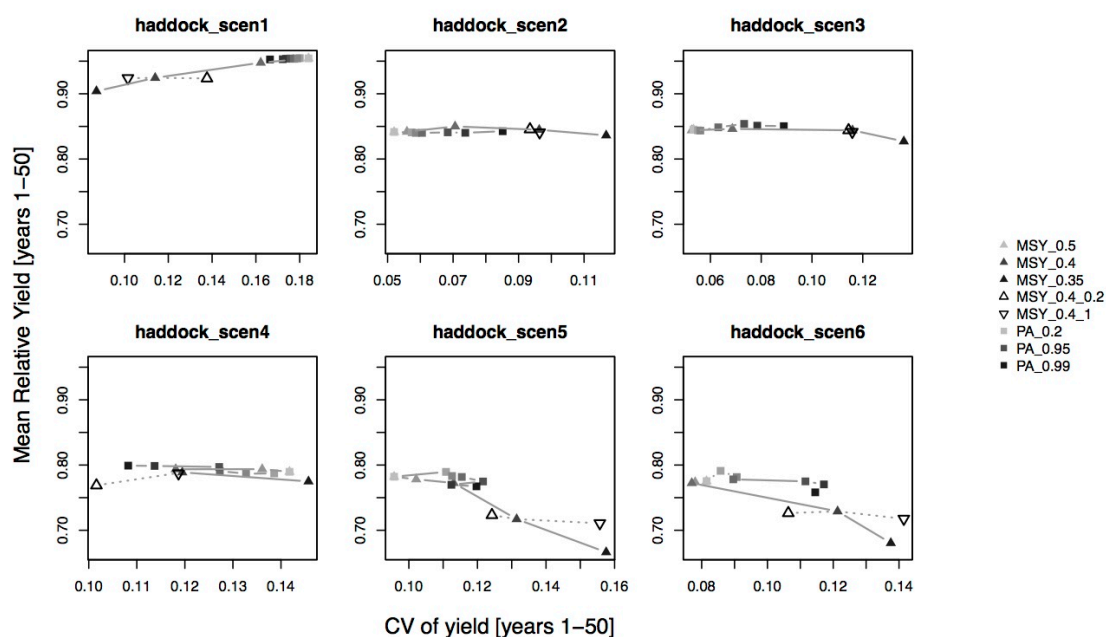 haddock_scen1 haddock_scen2 haddock_scen3
0.70 0.80 0.90
0.10 0.12 0.14 0.16 0.18
0.70 0.80 0.90
0.05 0.07 0.09 0.11
0.70 0.80 0.90
0.06 0.08 0.10 0.12
haddock_scen4 haddock_scen5 haddock_scen6
0.70 0.80 0.90
0.10 0.11 0.12 0.13 0.14
0.70 0.80 0.90
0.10 0.12 0.14 0.16
0.70 0.80 0.90
0.08 0.10 0.12 0.14
Mean Relative Yield [years 1−50]
CV of yield [years 1−50]
MSY_0.5
MSY_0.4
MSY_0.35
MSY_0.4_0.2
MSY_0.4_1
PA_0.2
PA_0.95
PA_0.99